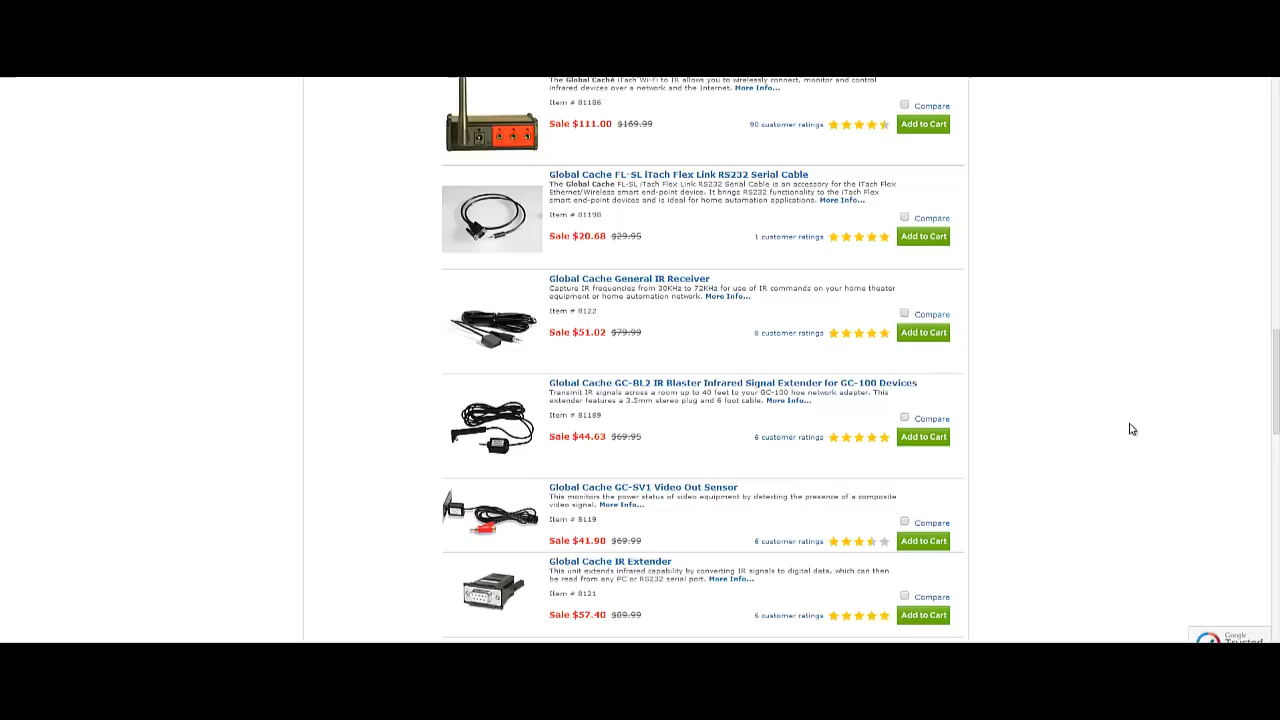 The Global Caché iTach Wi-Fi to IR allows you to wirelessly connect, monitor and control
infrared devices over a network and the Internet. More Info...
Item # 81186
Compare
Sale $111.00 $169.99
90 customer ratings
Add to Cart
Global Cache FL-SL iTach Flex Link RS232 Serial Cable
The Global Cache FL-SL iTach Flex Link RS232 Serial Cable is an accessory for the iTach Flex
Ethernet/Wireless smart end-point device. It brings RS232 functionality to the iTach Flex
smart end-point devices and is ideal for home automation applications. More Info...
Item # 81198
Compare
Sale $20.68 $29.95
1 customer ratings
Add to Cart
Global Cache General IR Receiver
Capture IR frequencies from 30KHz to 72KHz for use of IR commands on your home theater
equipment or home automation network. More Info...
Item # 8122
Compare
Sale $51.02 $79.99
8 customer ratings
Add to Cart
Global Cache GC-BL2 IR Blaster Infrared Signal Extender for GC-100 Devices
Transmit IR signals across a room up to 40 feet to your GC-100 hoe network adapter. This
extender features a 3.5mm stereo plug and 6 foot cable. More Info...
Item # 81189
Compare
Sale $44.63 $69.95
6 customer ratings
Add to Cart
Global Cache GC-SV1 Video Out Sensor
This monitors the power status of video equipment by detecting the presence of a composite
video signal. More Info...
Item # 8119
Compare
Sale $41.98 $69.99
6 customer ratings
Add to Cart
Global Cache IR Extender
This unit extends infrared capability by converting IR signals to digital data, which can then
be read from any PC or RS232 serial port. More Info...
Item # 8121
Compare
Sale $57.40 $89.99
6 customer ratings
Add to Cart
Google
Trusted